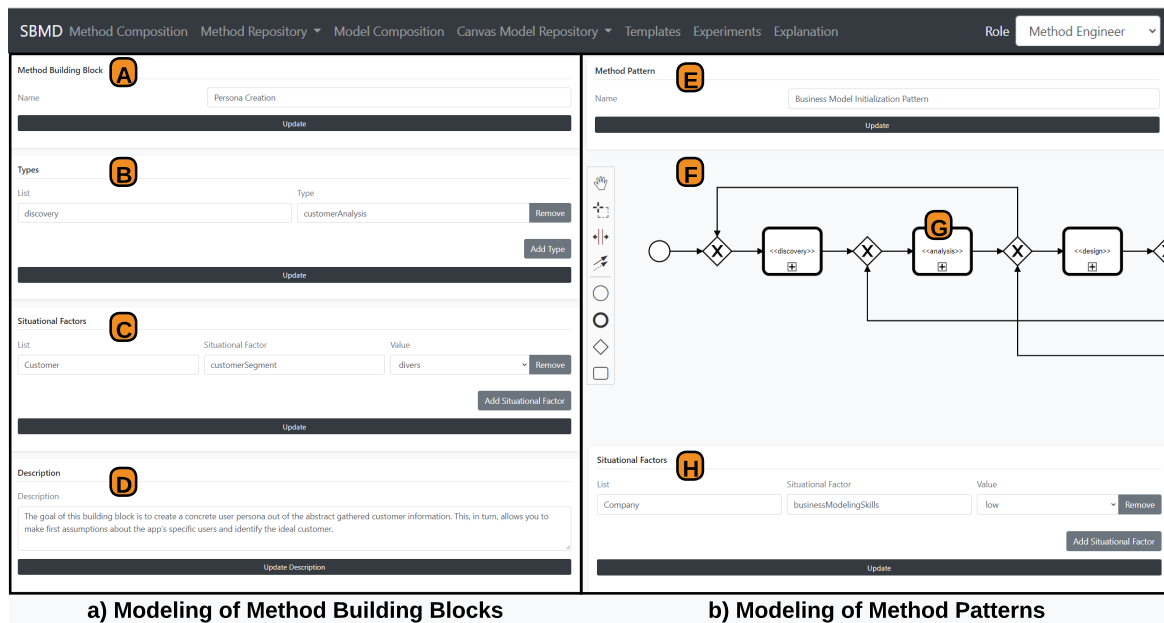 SBMD Method Composition Method Repository Model Composition Canvas Model Repository Templates Experiments Explanation Role Method Engineer
Method Building Block A
Name Persona Creation
Update
Types B
List Type
discovery customerAnalysis Remove
Add Type
Update
Situational Factors C
List Situational Factor Value
Customer customerSegment divers Remove
Add Situational Factor
Update
Description D
Description
The goal of this building block is to create a concrete user persona out of the abstract gathered customer information. This, in turn, allows you to
make first assumptions about the app's specific users and identify the ideal customer.
Update Description
a) Modeling of Method Building Blocks
Method Pattern E
Name Business Model Initialization Pattern
Update
F
G
X <<discovery>> X <<analysis>> X <<design>>
Situational Factors H
List Situational Factor Value
Company businessModelingSkills low Remove
Add Situational Factor
Update
b) Modeling of Method Patterns